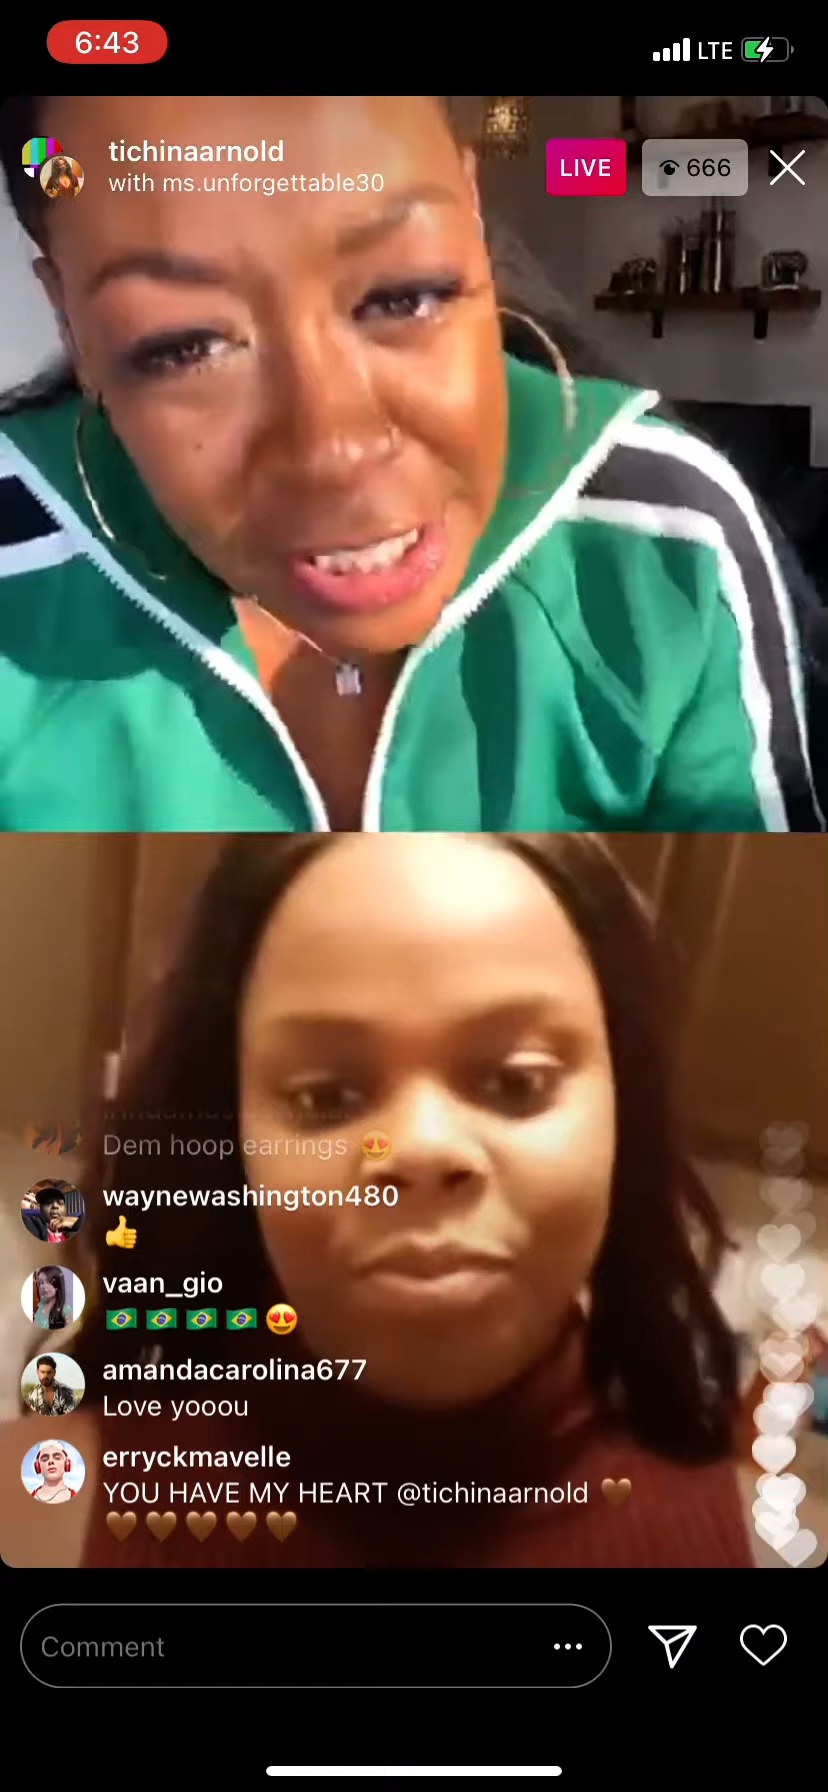 6:43
LTE
tichinaarnold
with ms.unforgettable30
LIVE
666
Dem hoop earrings 😍
waynewashington480
👍
vaan_gio
🇧🇷 🇧🇷 🇧🇷 🇧🇷 😍
amandacarolina677
Love yooou
erryckmavelle
YOU HAVE MY HEART @tichinaarnold 🤎
🤎🤎🤎🤎🤎
Comment